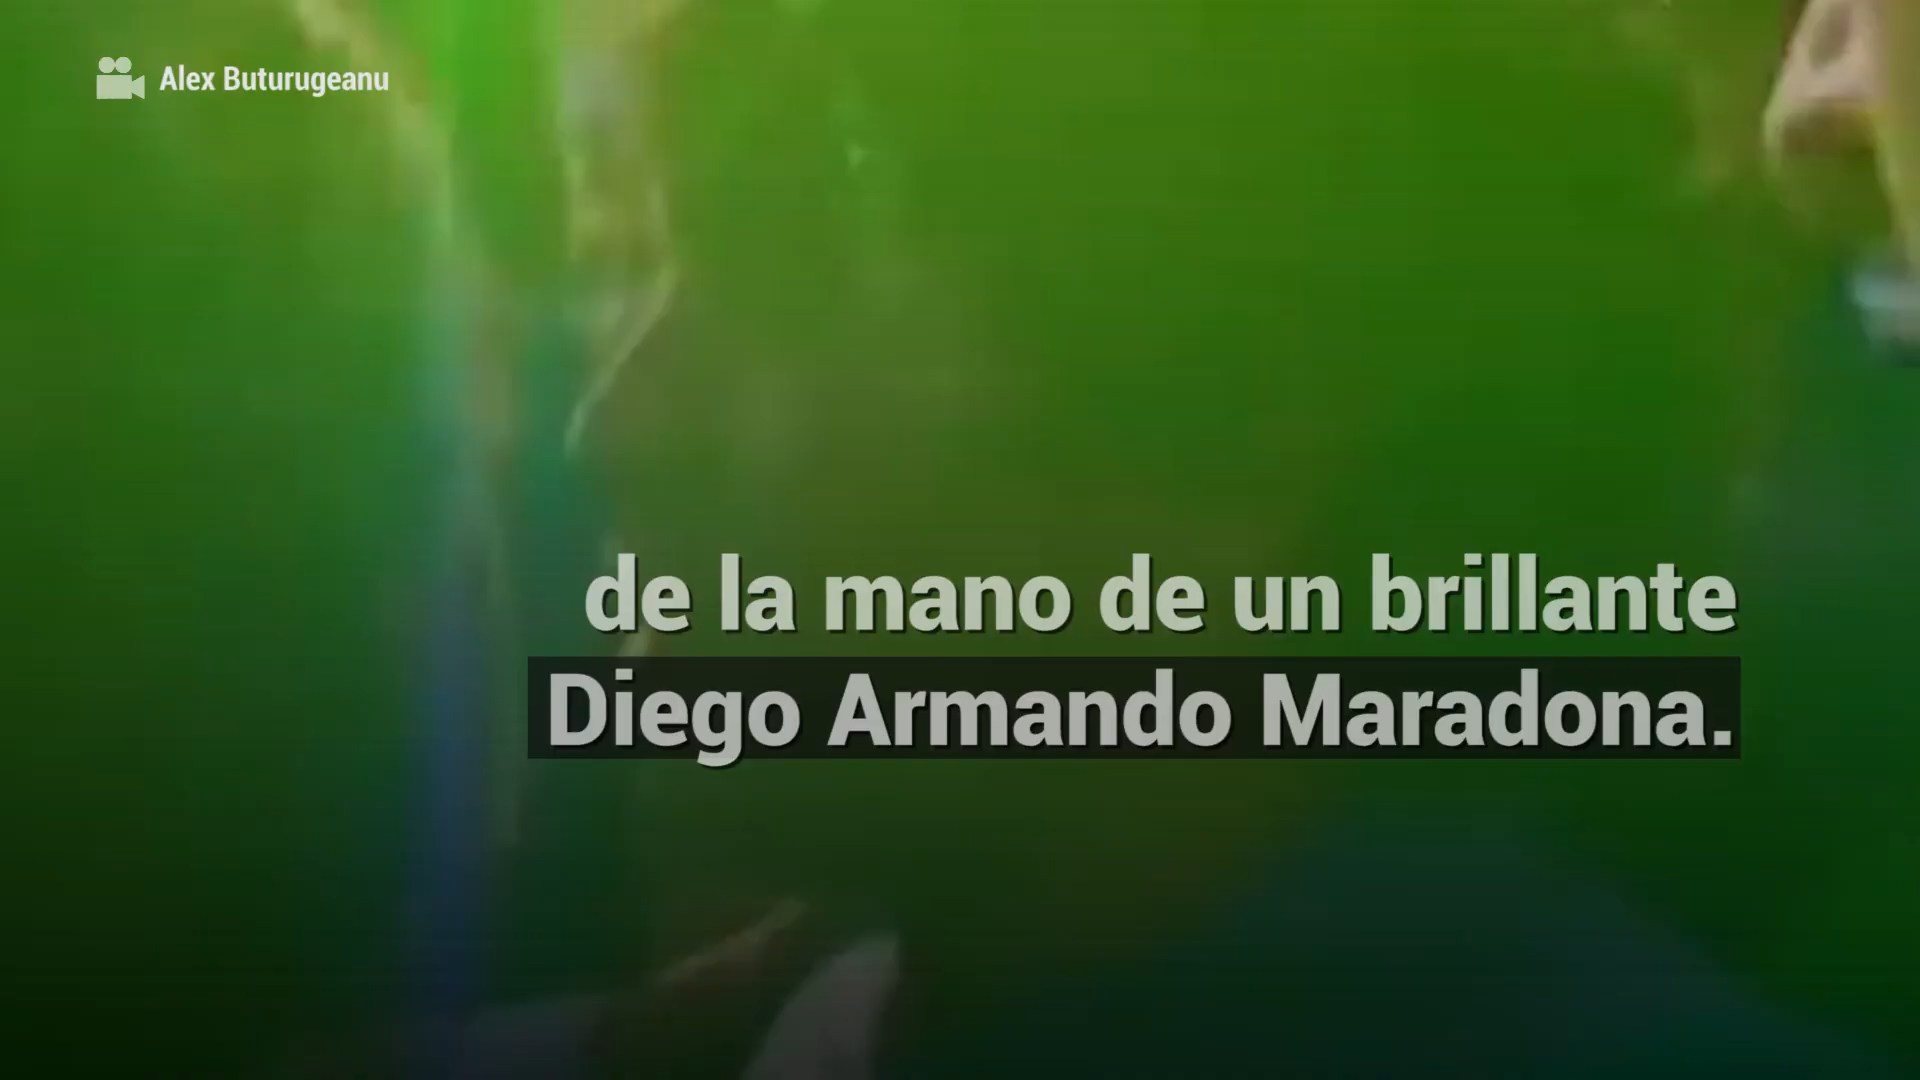 Alex Buturugeanu
de la mano de un brillante
Diego Armando Maradona.